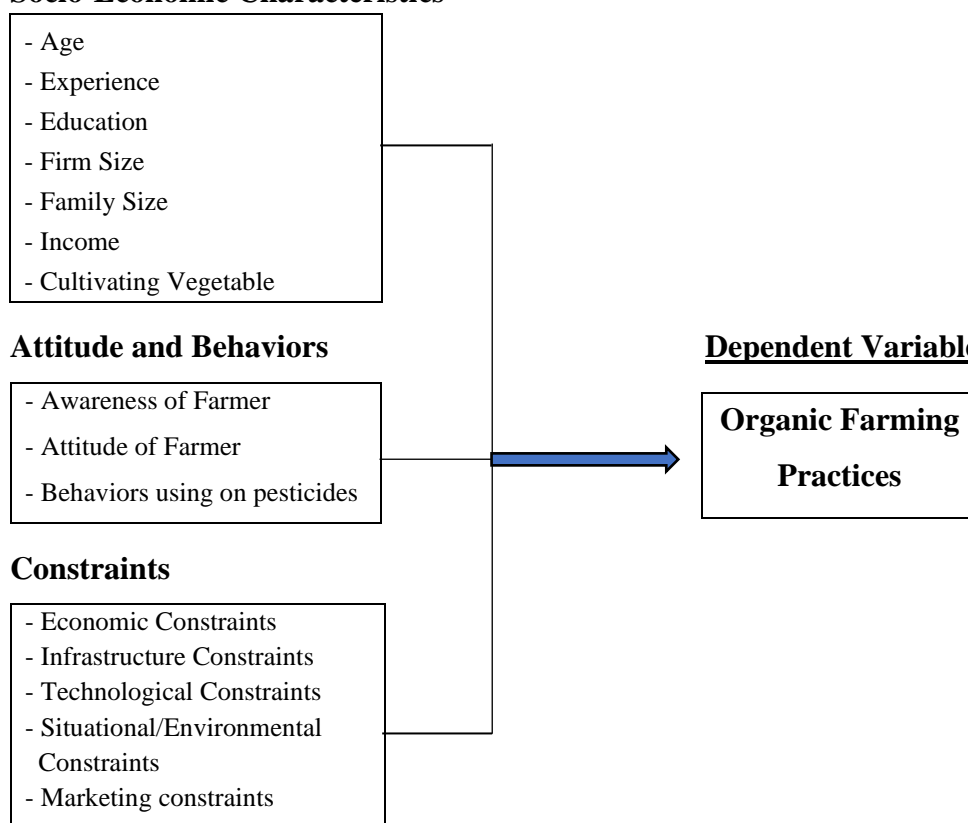 Socio-Economic Characteristics
- Age
- Experience
- Education
- Firm Size
- Family Size
- Income
- Cultivating Vegetable
Attitude and Behaviors
- Awareness of Farmer
- Attitude of Farmer
- Behaviors using on pesticides
Constraints
- Economic Constraints
- Infrastructure Constraints
- Technological Constraints
- Situational/Environmental
Constraints
- Marketing constraints
Dependent Variable
Organic Farming
Practices